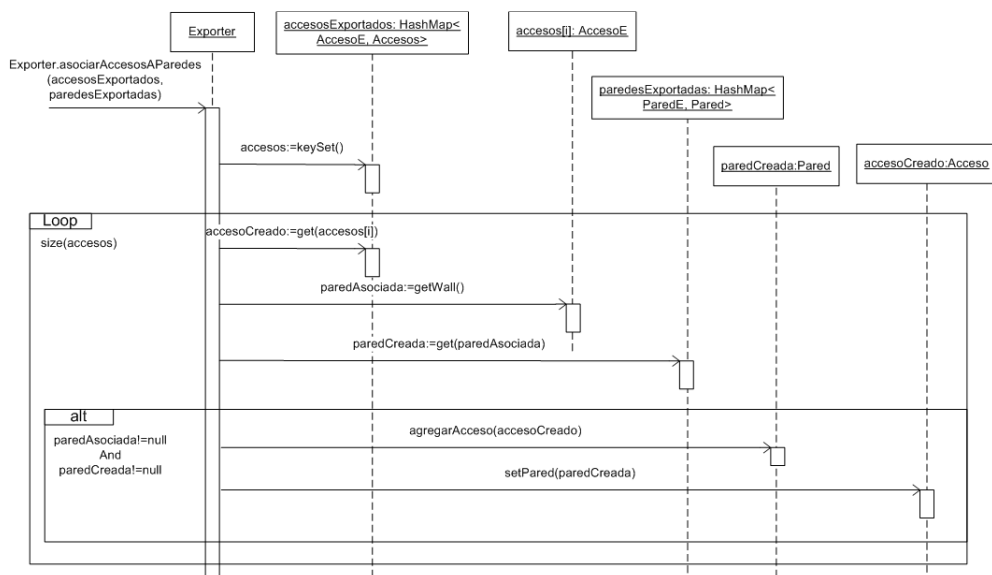 Exporter
accesosExportados: HashMap<
AccesoE, Accesos>
accesos[i]: AccesoE
Exporter.asociarAccesosAParedes
(accesosExportados,
paredesExportadas)
paredesExportadas: HashMap<
ParedE, Pared>
accesos:=keySet()
paredCreada:Pared
accesoCreado:Acceso
Loop
size(accesos)
accesoCreado:=get(accesos[i])
paredAsociada:=getWall()
paredCreada:=get(paredAsociada)
alt
paredAsociada!=null
And
paredCreada!=null
agregarAcceso(accesoCreado)
setPared(paredCreada)